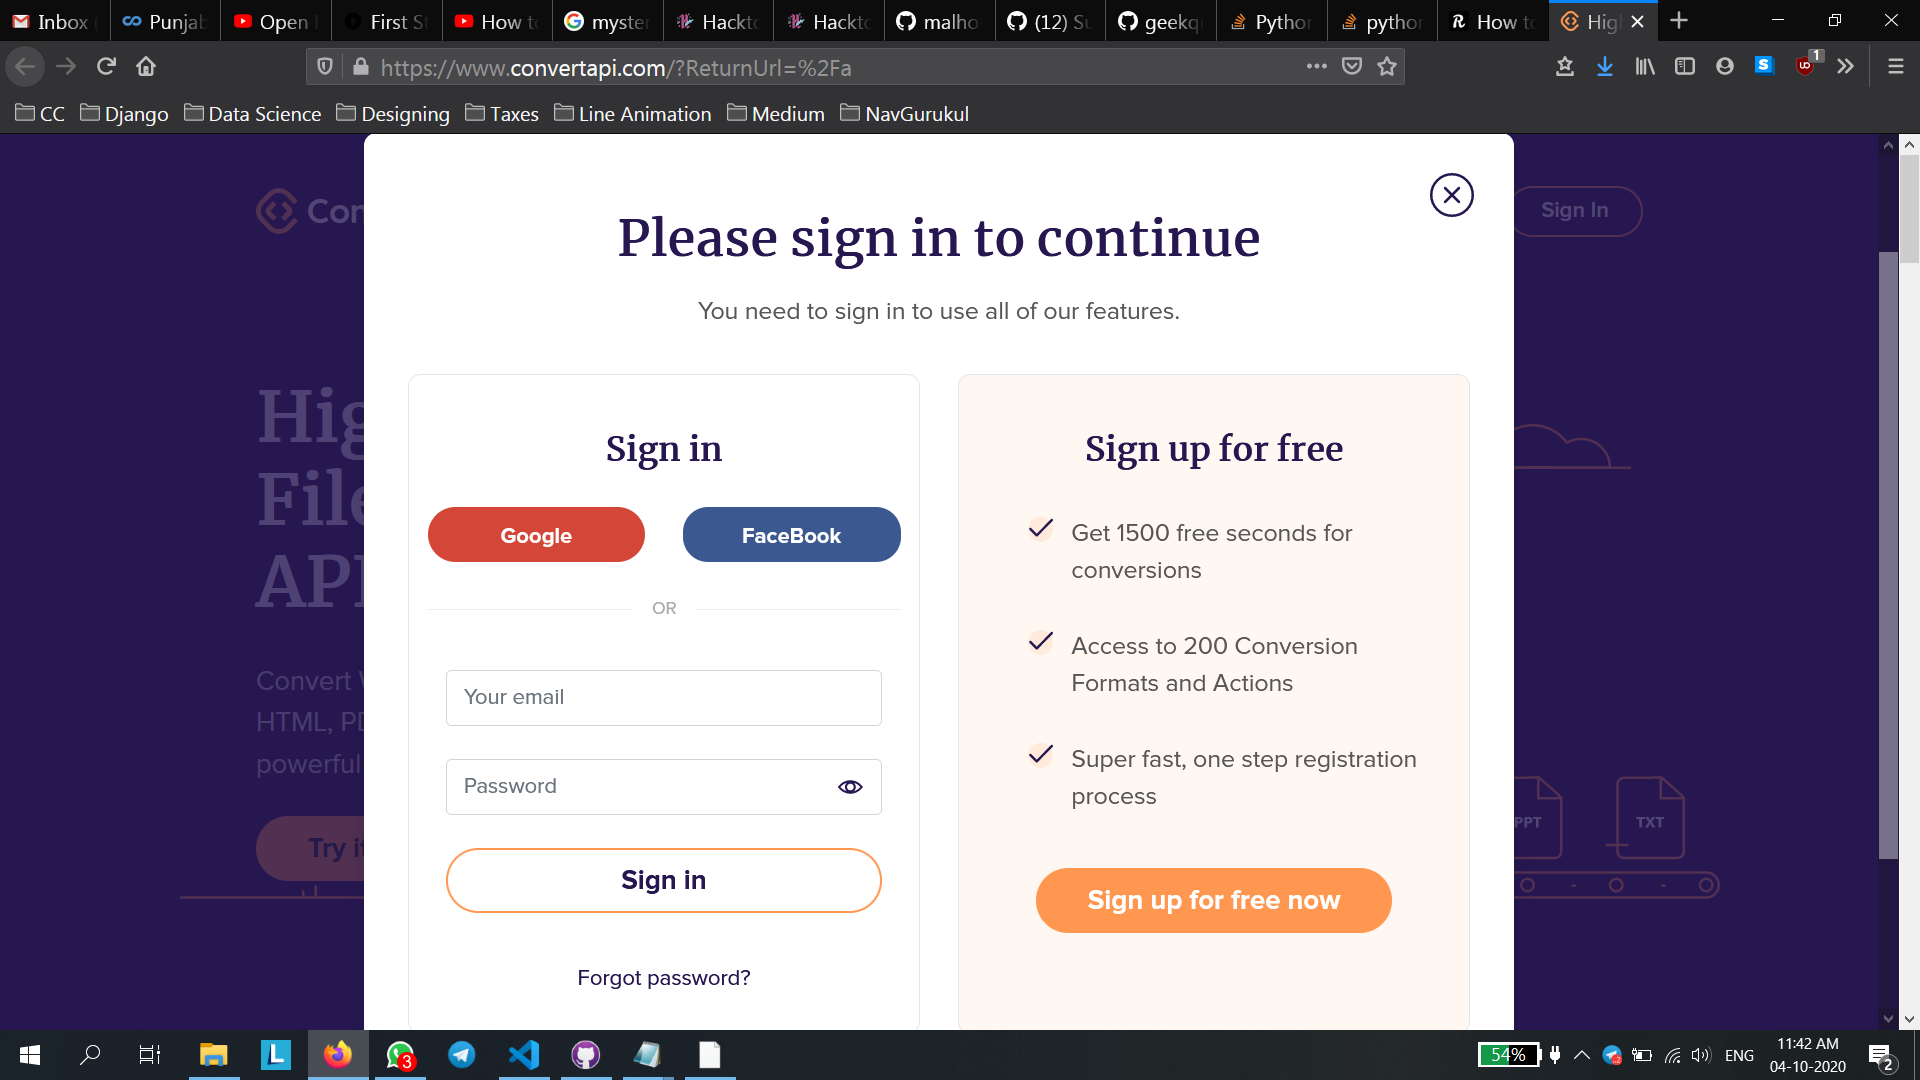 Inbox
Punjab
Open
First St
How to
myster
Hackto
Hackto
malho
(12) Su
geekq
Python
python
How to
Hig
https://www.convertapi.com/?ReturnUrl=%2Fa
1
CC
Django
Data Science
Designing
Taxes
Line Animation
Medium
NavGurukul
Con
Sign In
Please sign in to continue
You need to sign in to use all of our features.
Hig
File
API
Convert
HTML, PD
powerful
Try it
Sign in
Google
FaceBook
OR
Your email
Password
Sign in
Forgot password?
Sign up for free
Get 1500 free seconds for
conversions
Access to 200 Conversion
Formats and Actions
Super fast, one step registration
process
Sign up for free now
PPT
TXT
3
54%
ENG
11:42 AM
04-10-2020
2